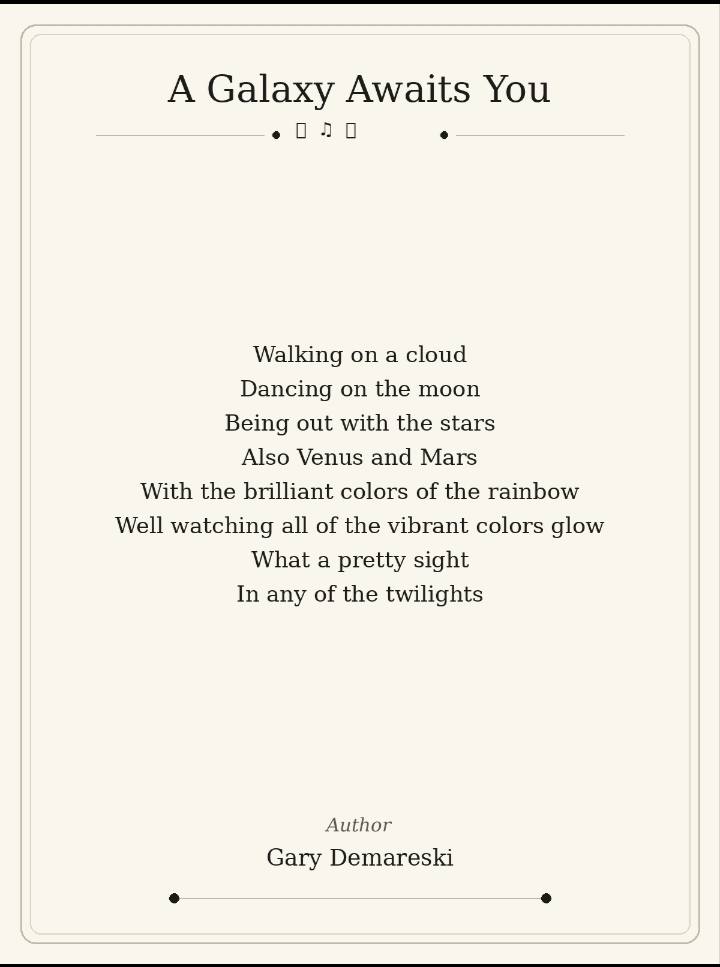 A Galaxy Awaits You
♫
Walking on a cloud
Dancing on the moon
Being out with the stars
Also Venus and Mars
With the brilliant colors of the rainbow
Well watching all of the vibrant colors glow
What a pretty sight
In any of the twilights
Author
Gary Demareski